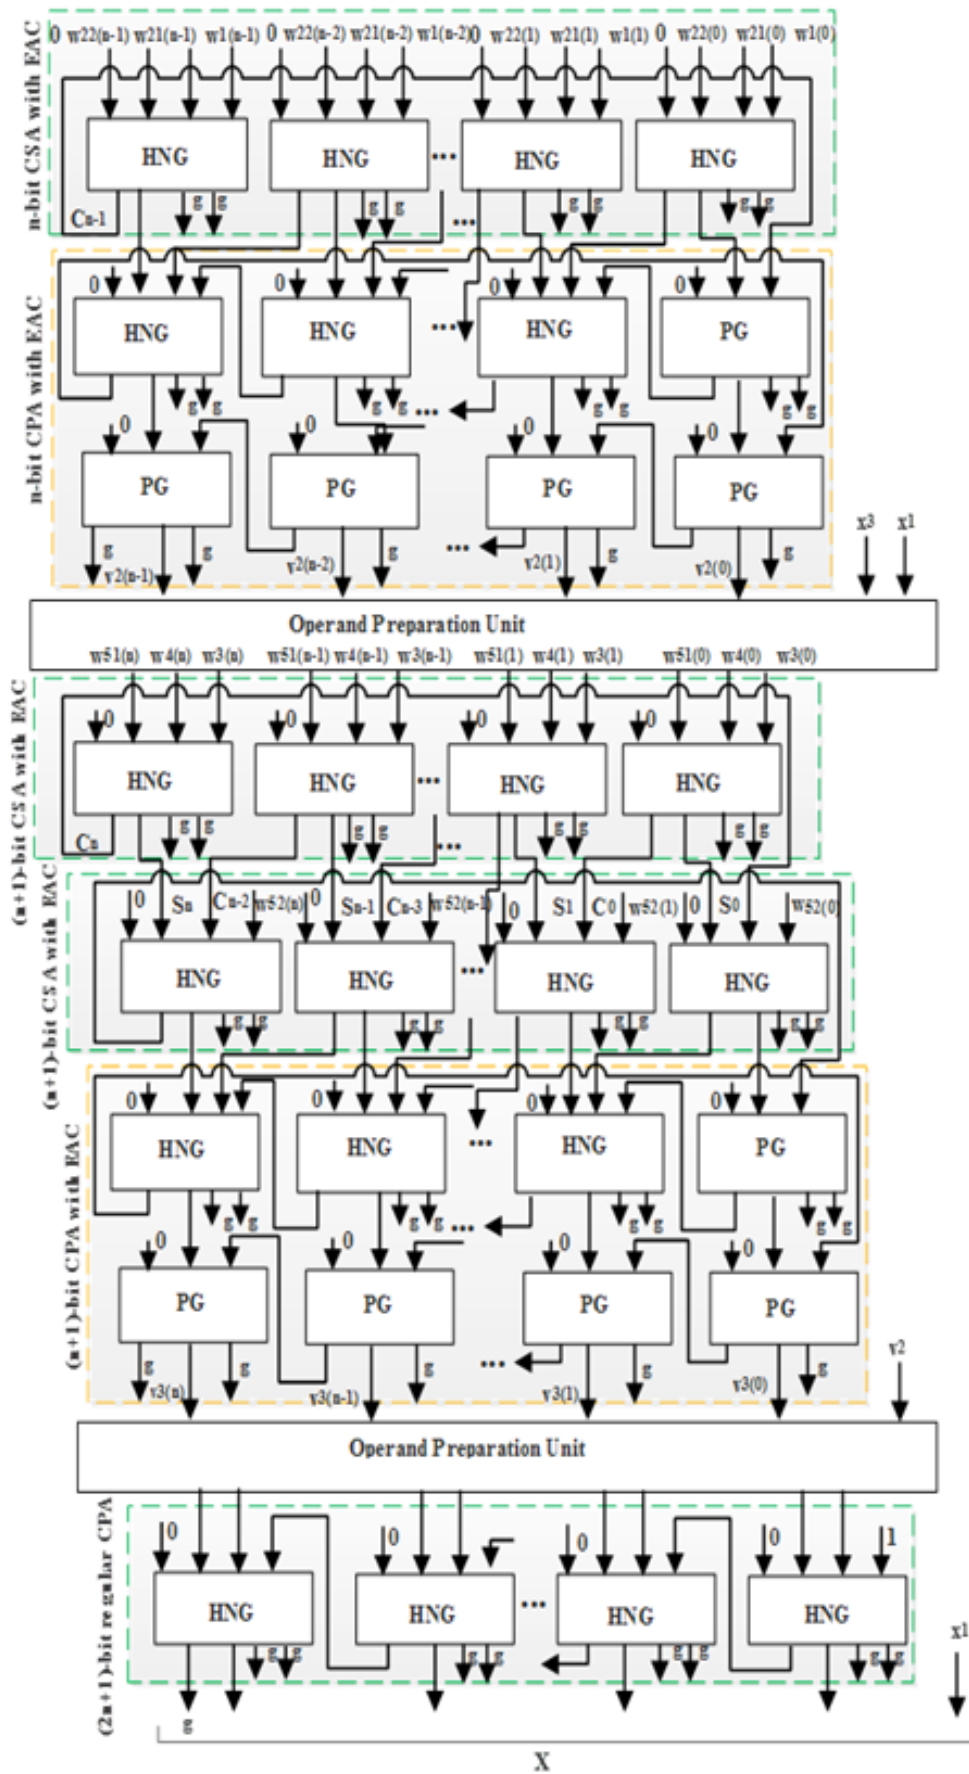 0 w22(n-1) w21(n-1) w1(n-1) 0 w22(n-2) w21(n-2) w1(n-2) 0 w22(1) w21(1) w1(1) 0 w22(0) w21(0) w1(0)
n-bit CSA with EAC
HNG HNG ... HNG HNG
g g g g g g g g
Cn-1 ...
n-bit CPA with EAC
0 0 0 0
HNG HNG ... HNG PG
g g g g ... g g g g
0 0 0 0
PG PG PG PG
g g g ... g g
v2(n-1) v2(n-2) v2(1) v2(0)
x3 x1
Operand Preparation Unit
w51(n) w4(n) w3(n) w51(n-1) w4(n-1) w3(n-1) w51(1) w4(1) w3(1) w51(0) w4(0) w3(0)
(n+1)-bit CSA with EAC
0 0 0 0
HNG HNG ... HNG HNG
g g g g g g g g
Cn ...
(n+1)-bit CSA with EAC
0 Sn Cn-2 w52(n) 0 Sn-1 Cn-3 w52(n-1) 0 S1 C0 w52(1) 0 S0 w52(0)
HNG HNG ... HNG HNG
g g g g g g g g
(n+1)-bit CPA with EAC
0 0 0 0
HNG HNG ... HNG PG
g g g g ... g g g g
0 0 0 0
PG PG PG PG
g g g ... g g
v3(n) v3(n-1) v3(1) v3(0)
v2
Operand Preparation Unit
(2n+1)-bit regular CPA
0 0 0 0 1
HNG HNG ... HNG HNG
g g g g g g g g
g
x1
X